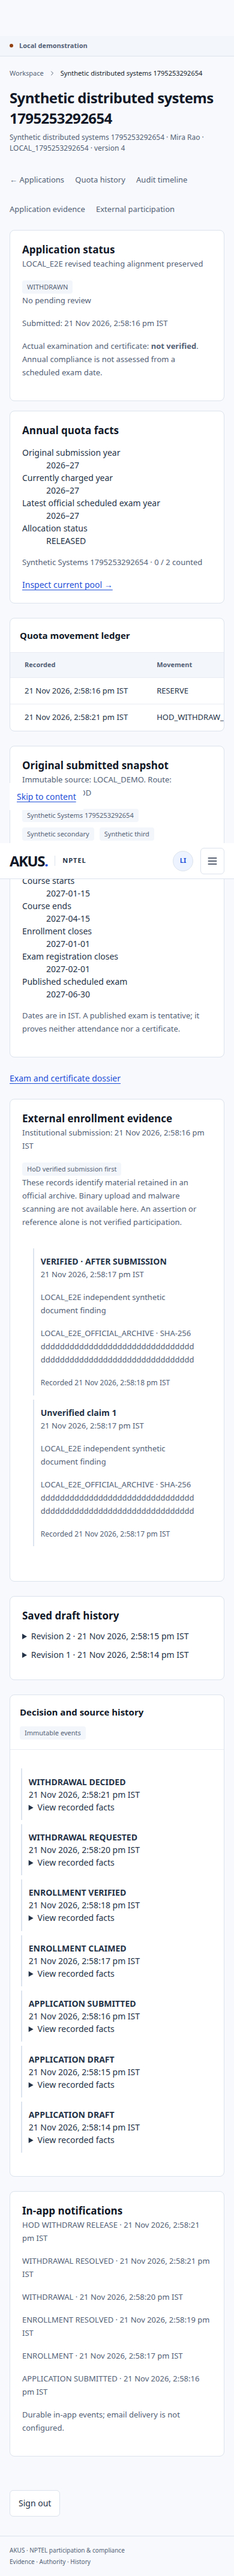 Local demonstration
Workspace > Synthetic distributed systems 1795253292654
Synthetic distributed systems
1795253292654
Synthetic distributed systems 1795253292654 · Mira Rao ·
LOCAL_1795253292654 · version 4
← Applications Quota history Audit timeline
Application evidence External participation
Application status
LOCAL_E2E revised teaching alignment preserved
WITHDRAWN
No pending review
Submitted: 21 Nov 2026, 2:58:16 pm IST
Actual examination and certificate: not verified.
Annual compliance is not assessed from a
scheduled exam date.
Annual quota facts
Original submission year
2026–27
Currently charged year
2026–27
Latest official scheduled exam year
2026–27
Allocation status
RELEASED
Synthetic Systems 1795253292654 · 0 / 2 counted
Inspect current pool →
Quota movement ledger
Recorded Movement
21 Nov 2026, 2:58:16 pm IST RESERVE
21 Nov 2026, 2:58:21 pm IST HOD_WITHDRAW_
Original submitted snapshot
Immutable source: LOCAL_DEMO. Route:
Skip to content
Synthetic Systems 1795253292654
Synthetic secondary Synthetic third
AKUS. NPTEL LI
Course starts
2027-01-15
Course ends
2027-04-15
Enrollment closes
2027-01-01
Exam registration closes
2027-02-01
Published scheduled exam
2027-06-30
Dates are in IST. A published exam is tentative; it
proves neither attendance nor a certificate.
Exam and certificate dossier
External enrollment evidence
Institutional submission: 21 Nov 2026, 2:58:16 pm
IST
HoD verified submission first
These records identify material retained in an
official archive. Binary upload and malware
scanning are not available here. An assertion or
reference alone is not verified participation.
VERIFIED · AFTER SUBMISSION
21 Nov 2026, 2:58:17 pm IST
LOCAL_E2E independent synthetic
document finding
LOCAL_E2E_OFFICIAL_ARCHIVE · SHA-256
dddddddddddddddddddddddddddddddd
dddddddddddddddddddddddddddddddd
Recorded 21 Nov 2026, 2:58:18 pm IST
Unverified claim 1
21 Nov 2026, 2:58:17 pm IST
LOCAL_E2E independent synthetic
document finding
LOCAL_E2E_OFFICIAL_ARCHIVE · SHA-256
dddddddddddddddddddddddddddddddd
dddddddddddddddddddddddddddddddd
Recorded 21 Nov 2026, 2:58:17 pm IST
Saved draft history
▶ Revision 2 · 21 Nov 2026, 2:58:15 pm IST
▶ Revision 1 · 21 Nov 2026, 2:58:14 pm IST
Decision and source history
Immutable events
WITHDRAWAL DECIDED
21 Nov 2026, 2:58:21 pm IST
▶ View recorded facts
WITHDRAWAL REQUESTED
21 Nov 2026, 2:58:20 pm IST
▶ View recorded facts
ENROLLMENT VERIFIED
21 Nov 2026, 2:58:18 pm IST
▶ View recorded facts
ENROLLMENT CLAIMED
21 Nov 2026, 2:58:17 pm IST
▶ View recorded facts
APPLICATION SUBMITTED
21 Nov 2026, 2:58:16 pm IST
▶ View recorded facts
APPLICATION DRAFT
21 Nov 2026, 2:58:15 pm IST
▶ View recorded facts
APPLICATION DRAFT
21 Nov 2026, 2:58:14 pm IST
▶ View recorded facts
In-app notifications
HOD WITHDRAW RELEASE · 21 Nov 2026, 2:58:21
pm IST
WITHDRAWAL RESOLVED · 21 Nov 2026, 2:58:21 pm
IST
WITHDRAWAL · 21 Nov 2026, 2:58:20 pm IST
ENROLLMENT RESOLVED · 21 Nov 2026, 2:58:19 pm
IST
ENROLLMENT · 21 Nov 2026, 2:58:17 pm IST
APPLICATION SUBMITTED · 21 Nov 2026, 2:58:16
pm IST
Durable in-app events; email delivery is not
configured.
Sign out
AKUS · NPTEL participation & compliance
Evidence · Authority · History